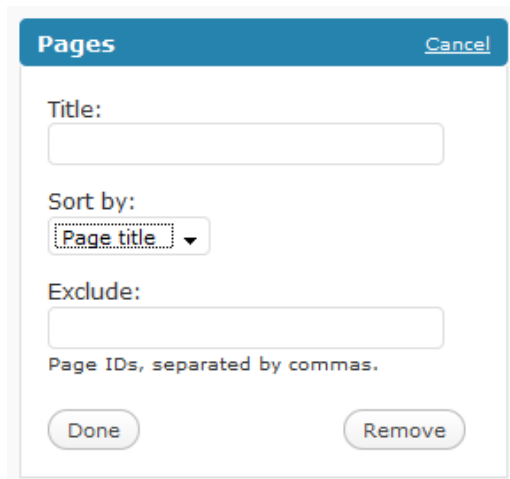 Pages Cancel
Title:
Sort by:
Page title
Exclude:
Page IDs, separated by commas.
Done Remove